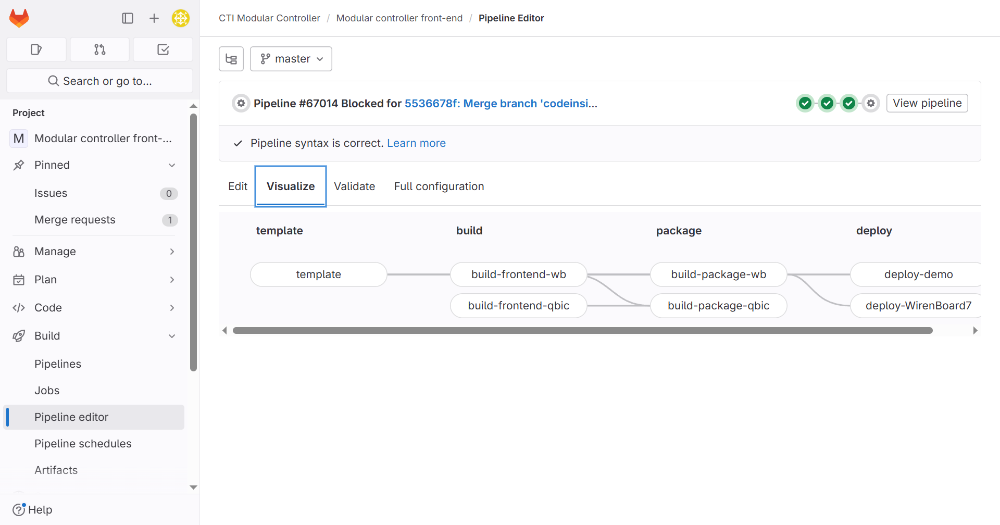 CTI Modular Controller / Modular controller front-end / Pipeline Editor
Search or go to...
Project
M Modular controller front-...
Pinned
Issues 0
Merge requests 1
Manage
Plan
Code
Build
Pipelines
Jobs
Pipeline editor
Pipeline schedules
Artifacts
Help
master
Pipeline #67014 Blocked for 5536678f: Merge branch 'codeinsi...
View pipeline
Pipeline syntax is correct. Learn more
Edit Visualize Validate Full configuration
template build package deploy
template build-frontend-wb build-package-wb deploy-demo
build-frontend-qbic build-package-qbic deploy-WirenBoard7